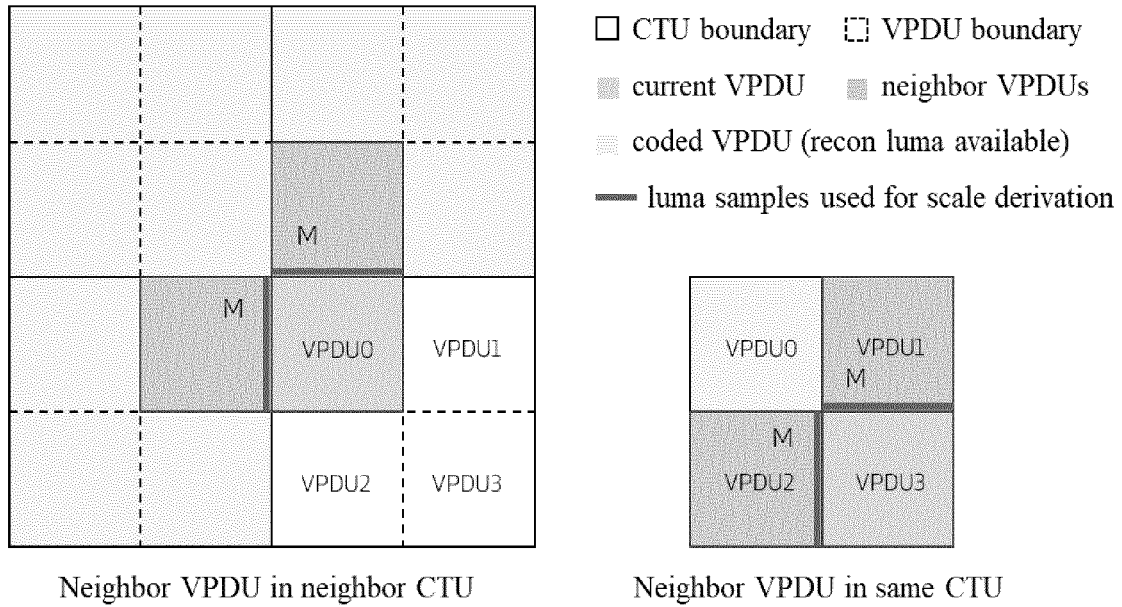 CTU boundary VPDU boundary
current VPDU neighbor VPDUs
coded VPDU (recon luma available)
luma samples used for scale derivation
M
M
VPDU0 VPDU1
VPDU2 VPDU3
Neighbor VPDU in neighbor CTU
VPDU0 VPDU1
M
M
VPDU2 VPDU3
Neighbor VPDU in same CTU